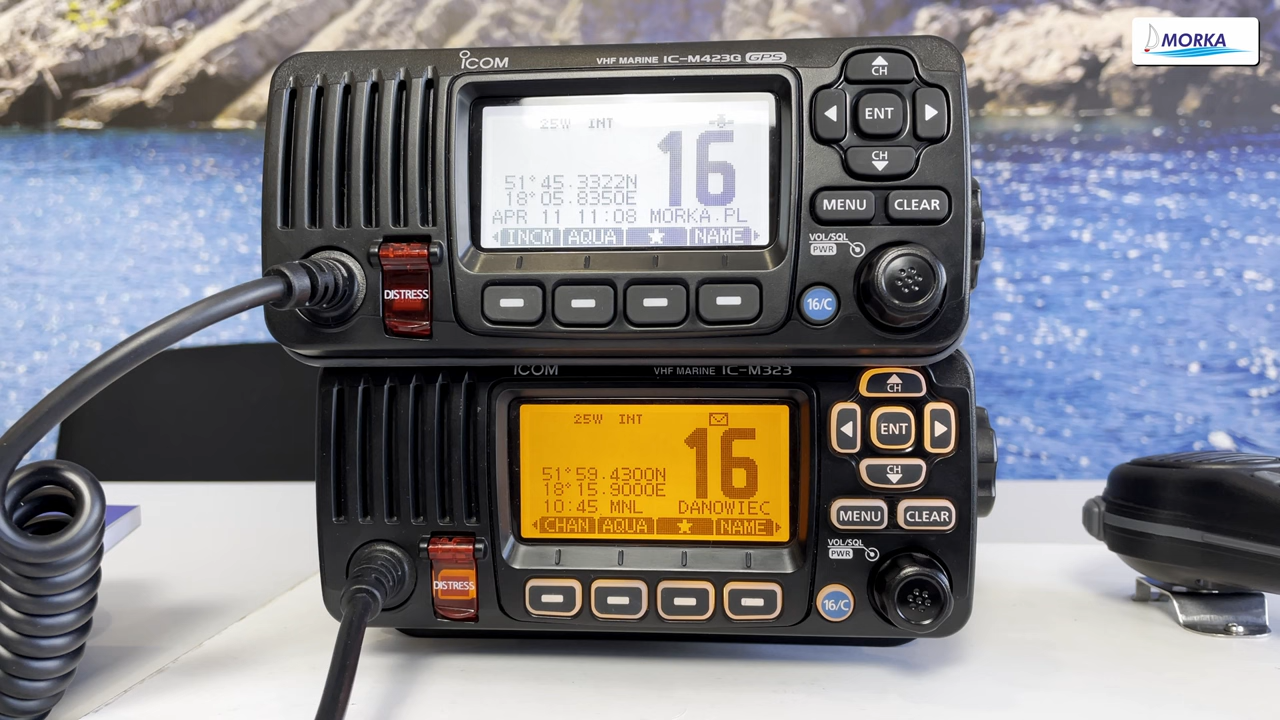 MORKA
ICOM
VHF MARINE IC-M423G GPS
CH
ENT
CH
MENU CLEAR
VOL/SQL
PWR
16/C
DISTRESS
25W INT
16
51°45.3322N
18°05.8350E
APR 11 11:08 MORKA.PL
INCM AQUA ★ NAME
ICOM
VHF MARINE IC-M323
CH
ENT
CH
MENU CLEAR
VOL/SQL
PWR
16/C
DISTRESS
25W INT
16
51°59.4300N
18°15.9000E
10:45 MNL DANOWIEC
CHAN AQUA ★ NAME